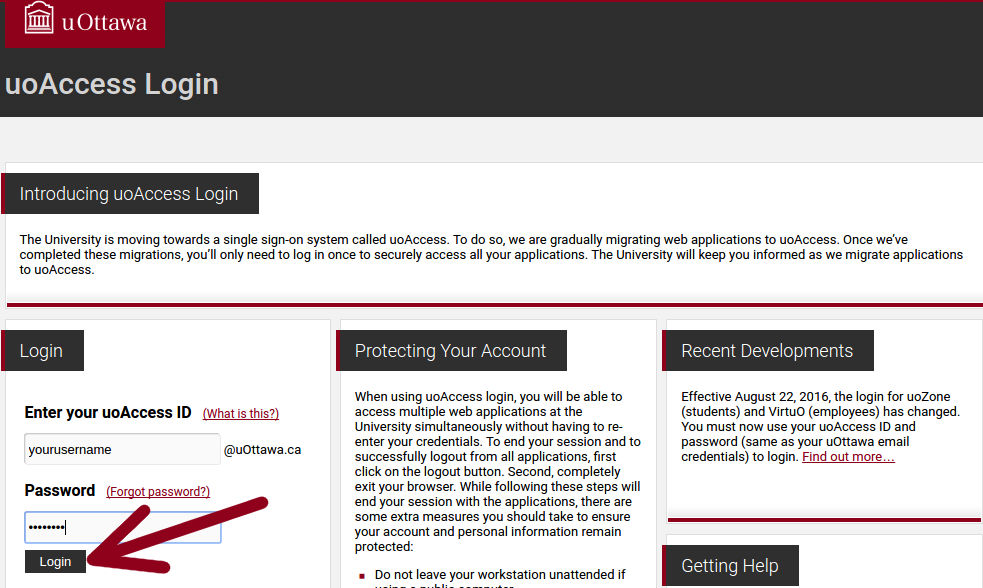 uOttawa
uoAccess Login
Introducing uoAccess Login
The University is moving towards a single sign-on system called uoAccess. To do so, we are gradually migrating web applications to uoAccess. Once we've
completed these migrations, you'll only need to log in once to securely access all your applications. The University will keep you informed as we migrate applications
to uoAccess.
Login
Enter your uoAccess ID (What is this?)
yourusername @uOttawa.ca
Password (Forgot password?)
••••••••
Login
Protecting Your Account
When using uoAccess login, you will be able to
access multiple web applications at the
University simultaneously without having to re-
enter your credentials. To end your session and to
successfully logout from all applications, first
click on the logout button. Second, completely
exit your browser. While following these steps will
end your session with the applications, there are
some extra measures you should take to ensure
your account and personal information remain
protected:
Do not leave your workstation unattended if
using a public computer.
Recent Developments
Effective August 22, 2016, the login for uoZone
(students) and VirtuO (employees) has changed.
You must now use your uoAccess ID and
password (same as your uOttawa email
credentials) to login. Find out more...
Getting Help